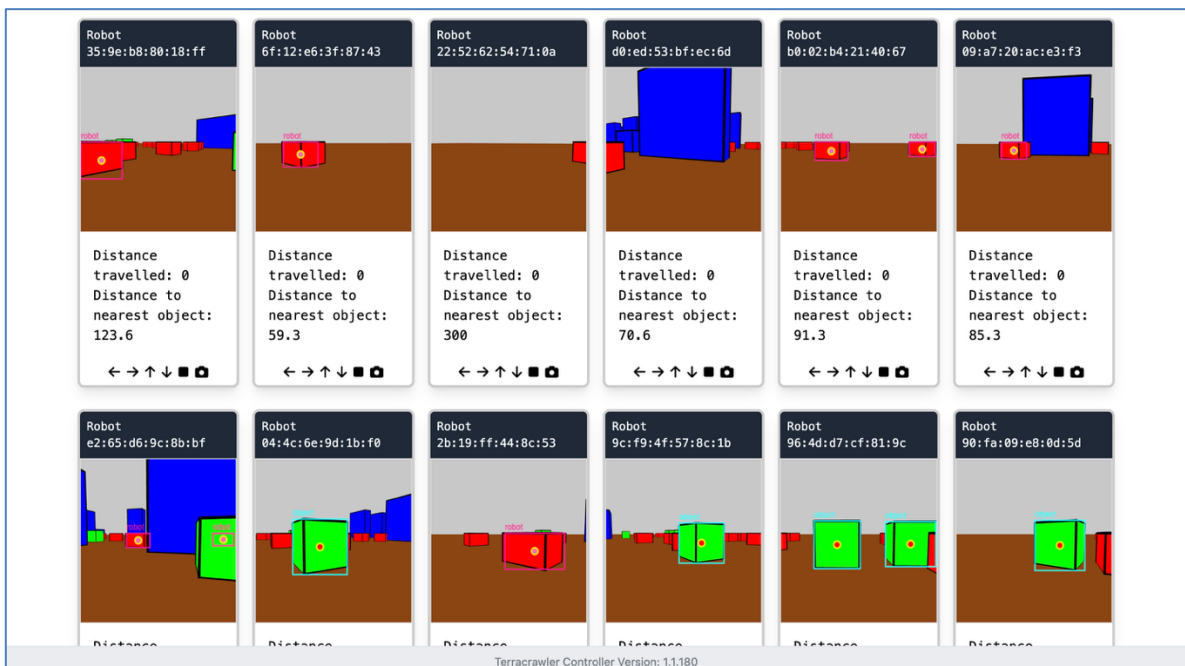 Robot
35:9e:b8:80:18:ff
robot
Distance
travelled: 0
Distance to
nearest object:
123.6
Robot
6f:12:e6:3f:87:43
robot
Distance
travelled: 0
Distance to
nearest object:
59.3
Robot
22:52:62:54:71:0a
Distance
travelled: 0
Distance to
nearest object:
300
Robot
d0:ed:53:bf:ec:6d
Distance
travelled: 0
Distance to
nearest object:
70.6
Robot
b0:02:b4:21:40:67
robot
robot
Distance
travelled: 0
Distance to
nearest object:
91.3
Robot
09:a7:20:ac:e3:f3
robot
Distance
travelled: 0
Distance to
nearest object:
85.3
Robot
e2:65:d6:9c:8b:bf
robot
robot
Distance
Robot
04:4c:6e:9d:1b:f0
Distance
Robot
2b:19:ff:44:8c:53
robot
Distance
Robot
9c:f9:4f:57:8c:1b
Distance
Robot
96:4d:d7:cf:81:9c
Distance
Robot
90:fa:09:e8:0d:5d
Distance
Terracrawler Controller Version: 1.1.180